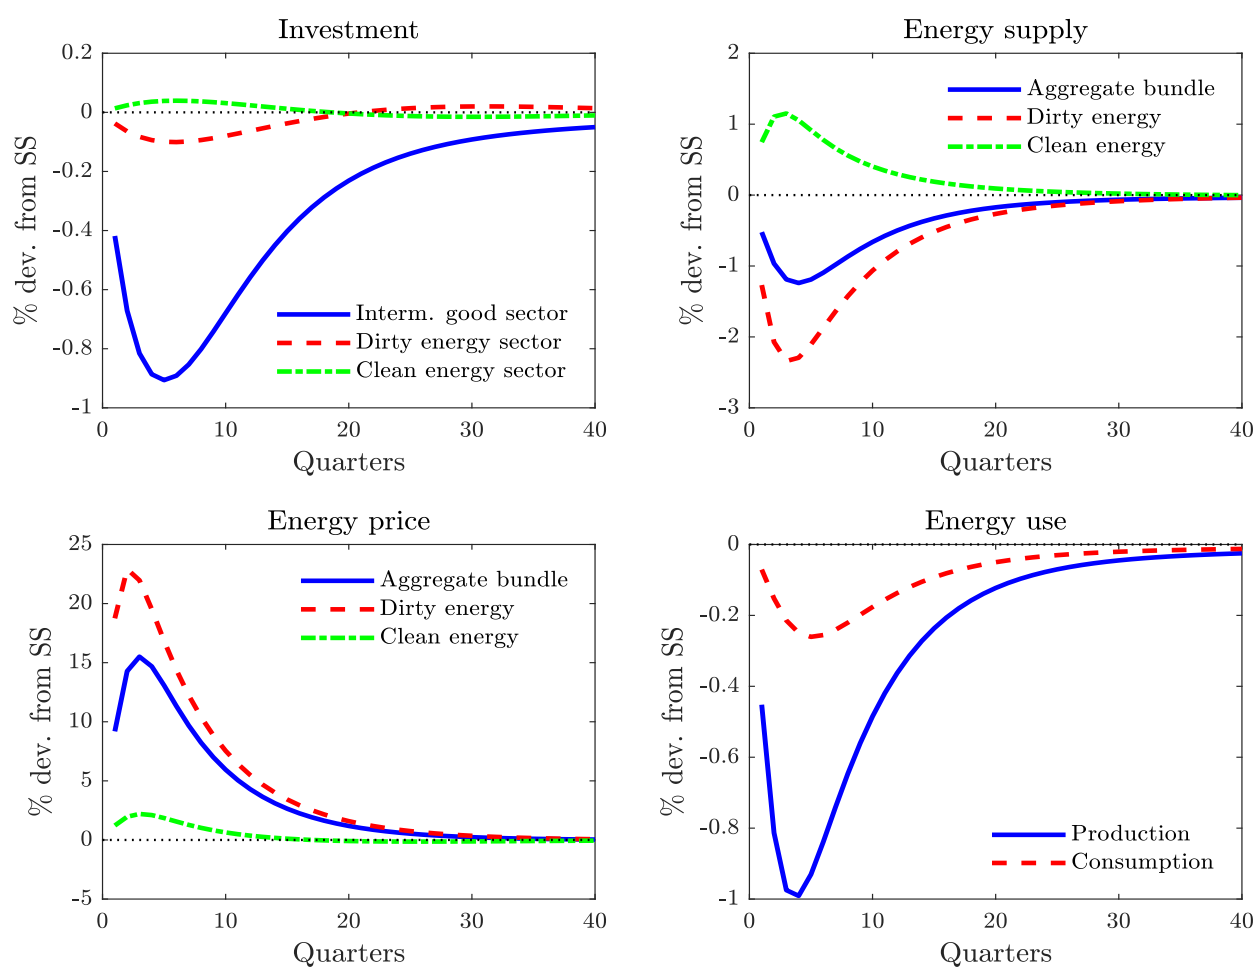 Investment
% dev. from SS
0.2
0
-0.2
-0.4
-0.6
-0.8
-1
Interm. good sector
Dirty energy sector
Clean energy sector
0 10 20 30 40
Quarters
Energy supply
% dev. from SS
2
1
0
-1
-2
-3
Aggregate bundle
Dirty energy
Clean energy
0 10 20 30 40
Quarters
Energy price
% dev. from SS
25
20
15
10
5
0
-5
Aggregate bundle
Dirty energy
Clean energy
0 10 20 30 40
Quarters
Energy use
% dev. from SS
0
-0.2
-0.4
-0.6
-0.8
-1
Production
Consumption
0 10 20 30 40
Quarters